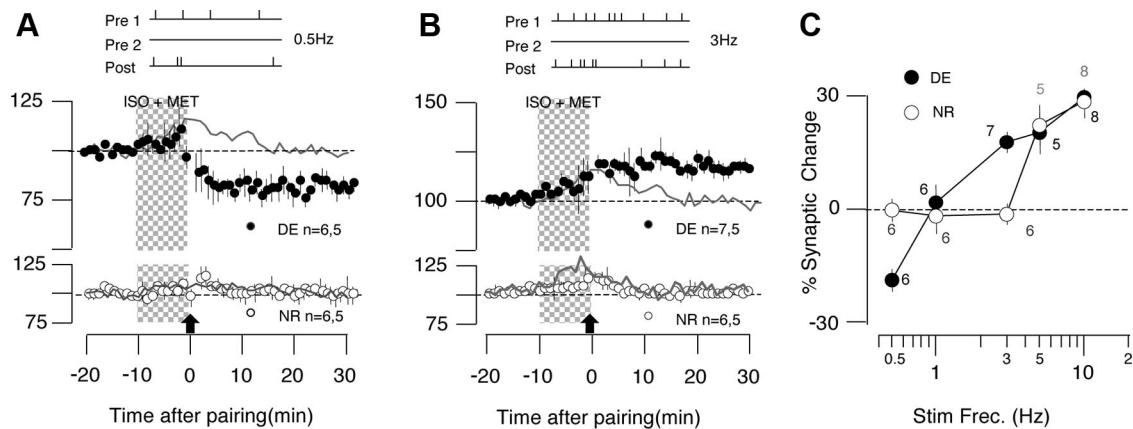 A
Pre 1
Pre 2
0.5Hz
Post
ISO + MET
125
75
DE n=6,5
125
75
NR n=6,5
-20 -10 0 10 20 30
Time after pairing(min)
B
Pre 1
Pre 2
3Hz
Post
ISO + MET
150
100
DE n=7,5
125
75
NR n=6,5
-20 -10 0 10 20 30
Time after pairing(min)
C
DE
NR
% Synaptic Change
30
0
-30
5 8
7 5 8
6 6
6 6 6
6
0.5 3 5 2
1 10
Stim Frec. (Hz)